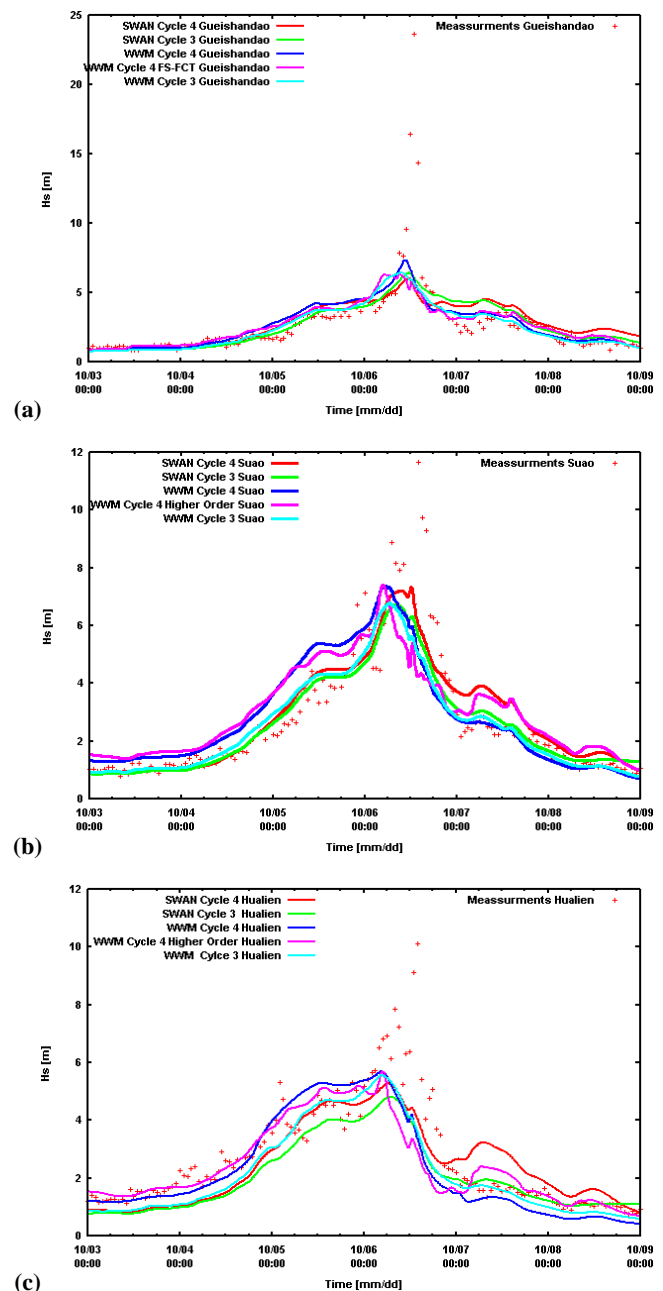 SWAN Cycle 4 Gueishandao
SWAN Cycle 3 Gueishandao
WWM Cycle 4 Gueishandao
WWM Cycle 4 FS-FCT Gueishandao
WWM Cycle 3 Gueishandao
Meassurments Gueishandao
25
20
15
10
5
0
Hs [m]
10/03 10/04 10/05 10/06 10/07 10/08 10/09
00:00 00:00 00:00 00:00 00:00 00:00 00:00
Time [mm/dd]
(a)
SWAN Cycle 4 Suao
SWAN Cycle 3 Suao
WWM Cycle 4 Suao
WWM Cycle 4 Higher Order Suao
WWM Cycle 3 Suao
Meassurments Suao
12
10
8
6
4
2
0
Hs [m]
10/03 10/04 10/05 10/06 10/07 10/08 10/09
00:00 00:00 00:00 00:00 00:00 00:00 00:00
Time [mm/dd]
(b)
SWAN Cycle 4 Hualien
SWAN Cycle 3 Hualien
WWM Cycle 4 Hualien
WWM Cycle 4 Higher Order Hualien
WWM Cylce 3 Hualien
Meassurments Hualien
12
10
8
6
4
2
0
Hs [m]
10/03 10/04 10/05 10/06 10/07 10/08 10/09
00:00 00:00 00:00 00:00 00:00 00:00 00:00
Time [mm/dd]
(c)